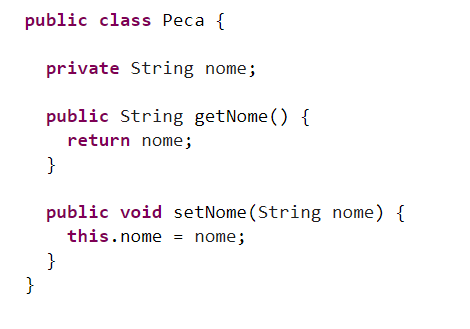 public class Peca {
private String nome;
public String getNome() {
return nome;
}
public void setNome(String nome) {
this.nome = nome;
}
}